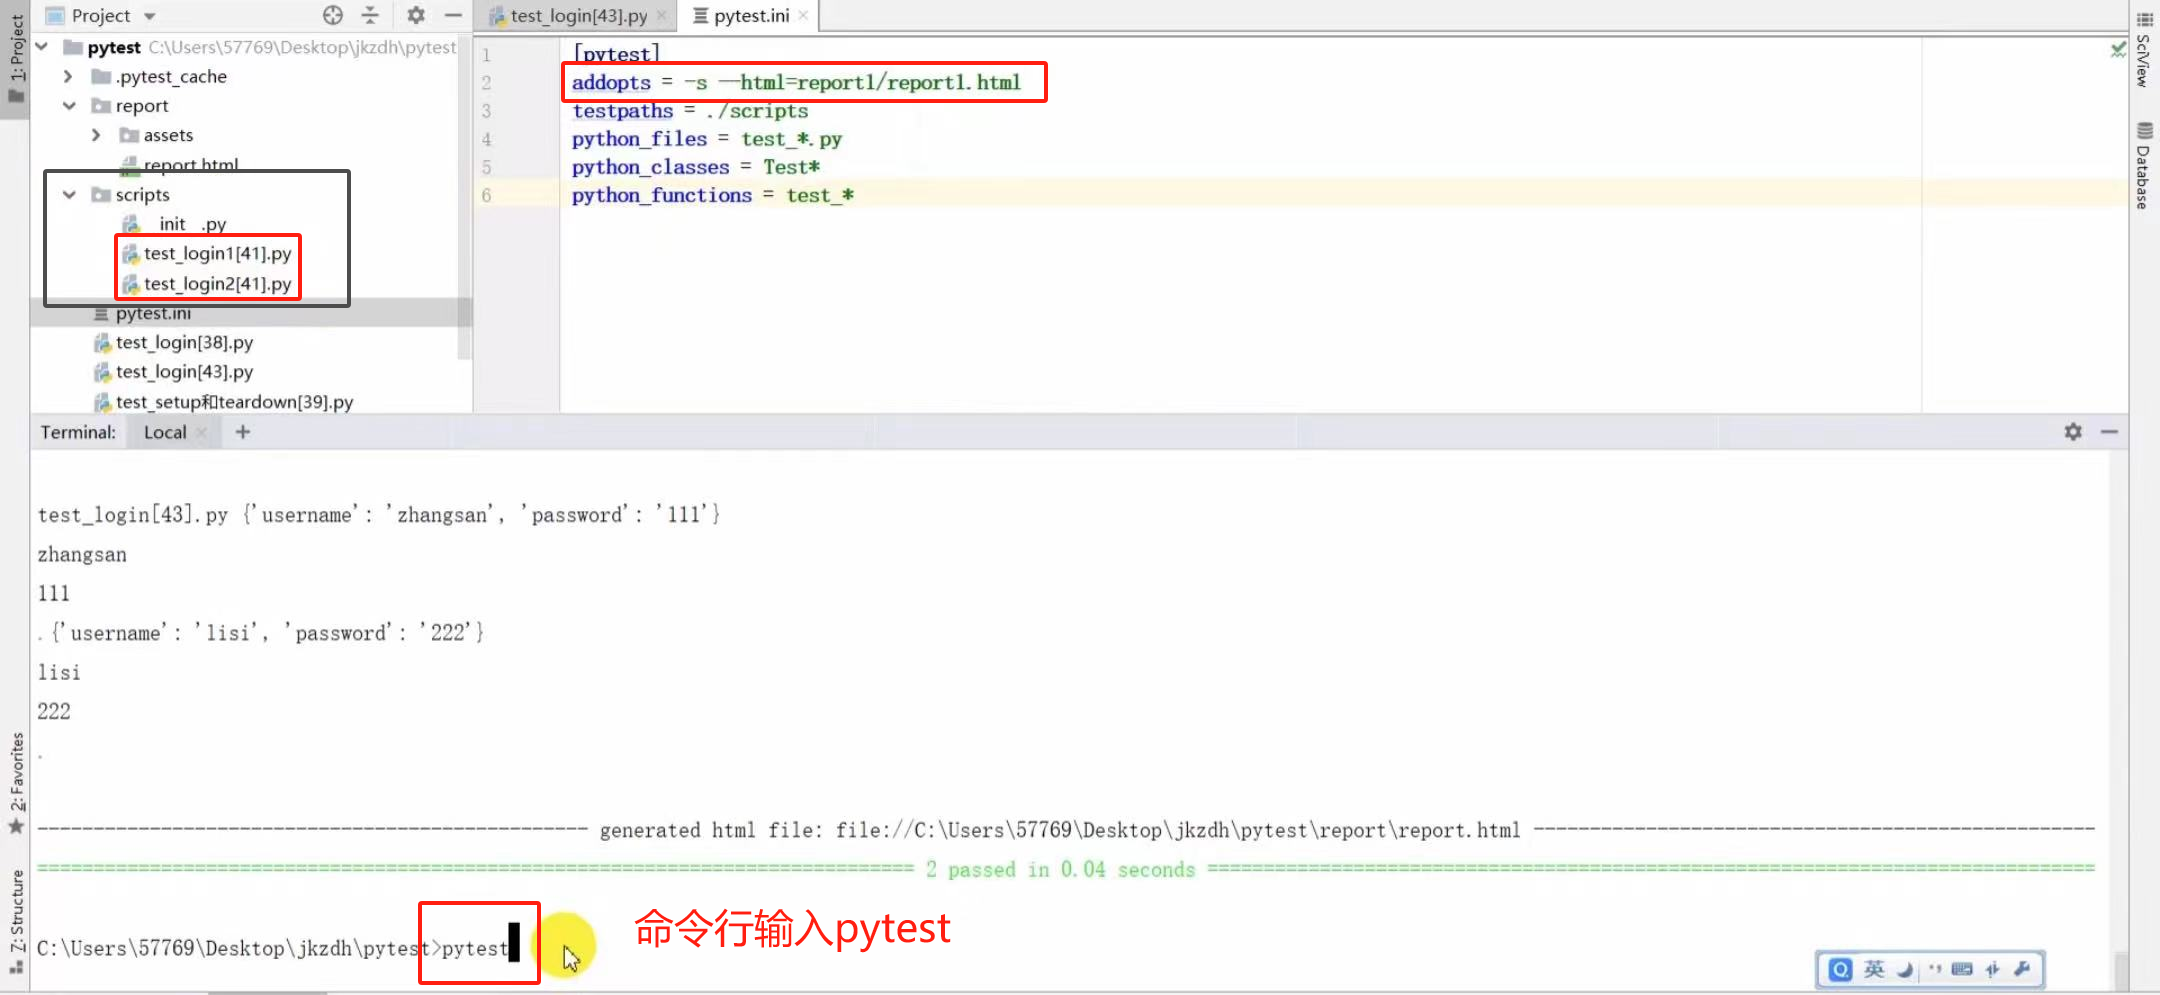 1: Project
2: Favorites
7: Structure
Project
pytest C:\Users\57769\Desktop\jkzdh\pytest
.pytest_cache
report
assets
report.html
scripts
__init__.py
test_login1[41].py
test_login2[41].py
pytest.ini
test_login[38].py
test_login[43].py
test_setup和teardown[39].py
test_login[43].py
pytest.ini
1 [pytest]
2 addopts = -s --html=report1/report1.html
3 testpaths = ./scripts
4 python_files = test_*.py
5 python_classes = Test*
6 python_functions = test_*
SciView
Database
Terminal: Local +
test_login[43].py {'username': 'zhangsan', 'password': '111'}
zhangsan
111
.{'username': 'lisi', 'password': '222'}
lisi
222
.
generated html file: file://C:\Users\57769\Desktop\jkzdh\pytest\report\report.html
2 passed in 0.04 seconds
C:\Users\57769\Desktop\jkzdh\pytest>pytest
命令行输入pytest
英